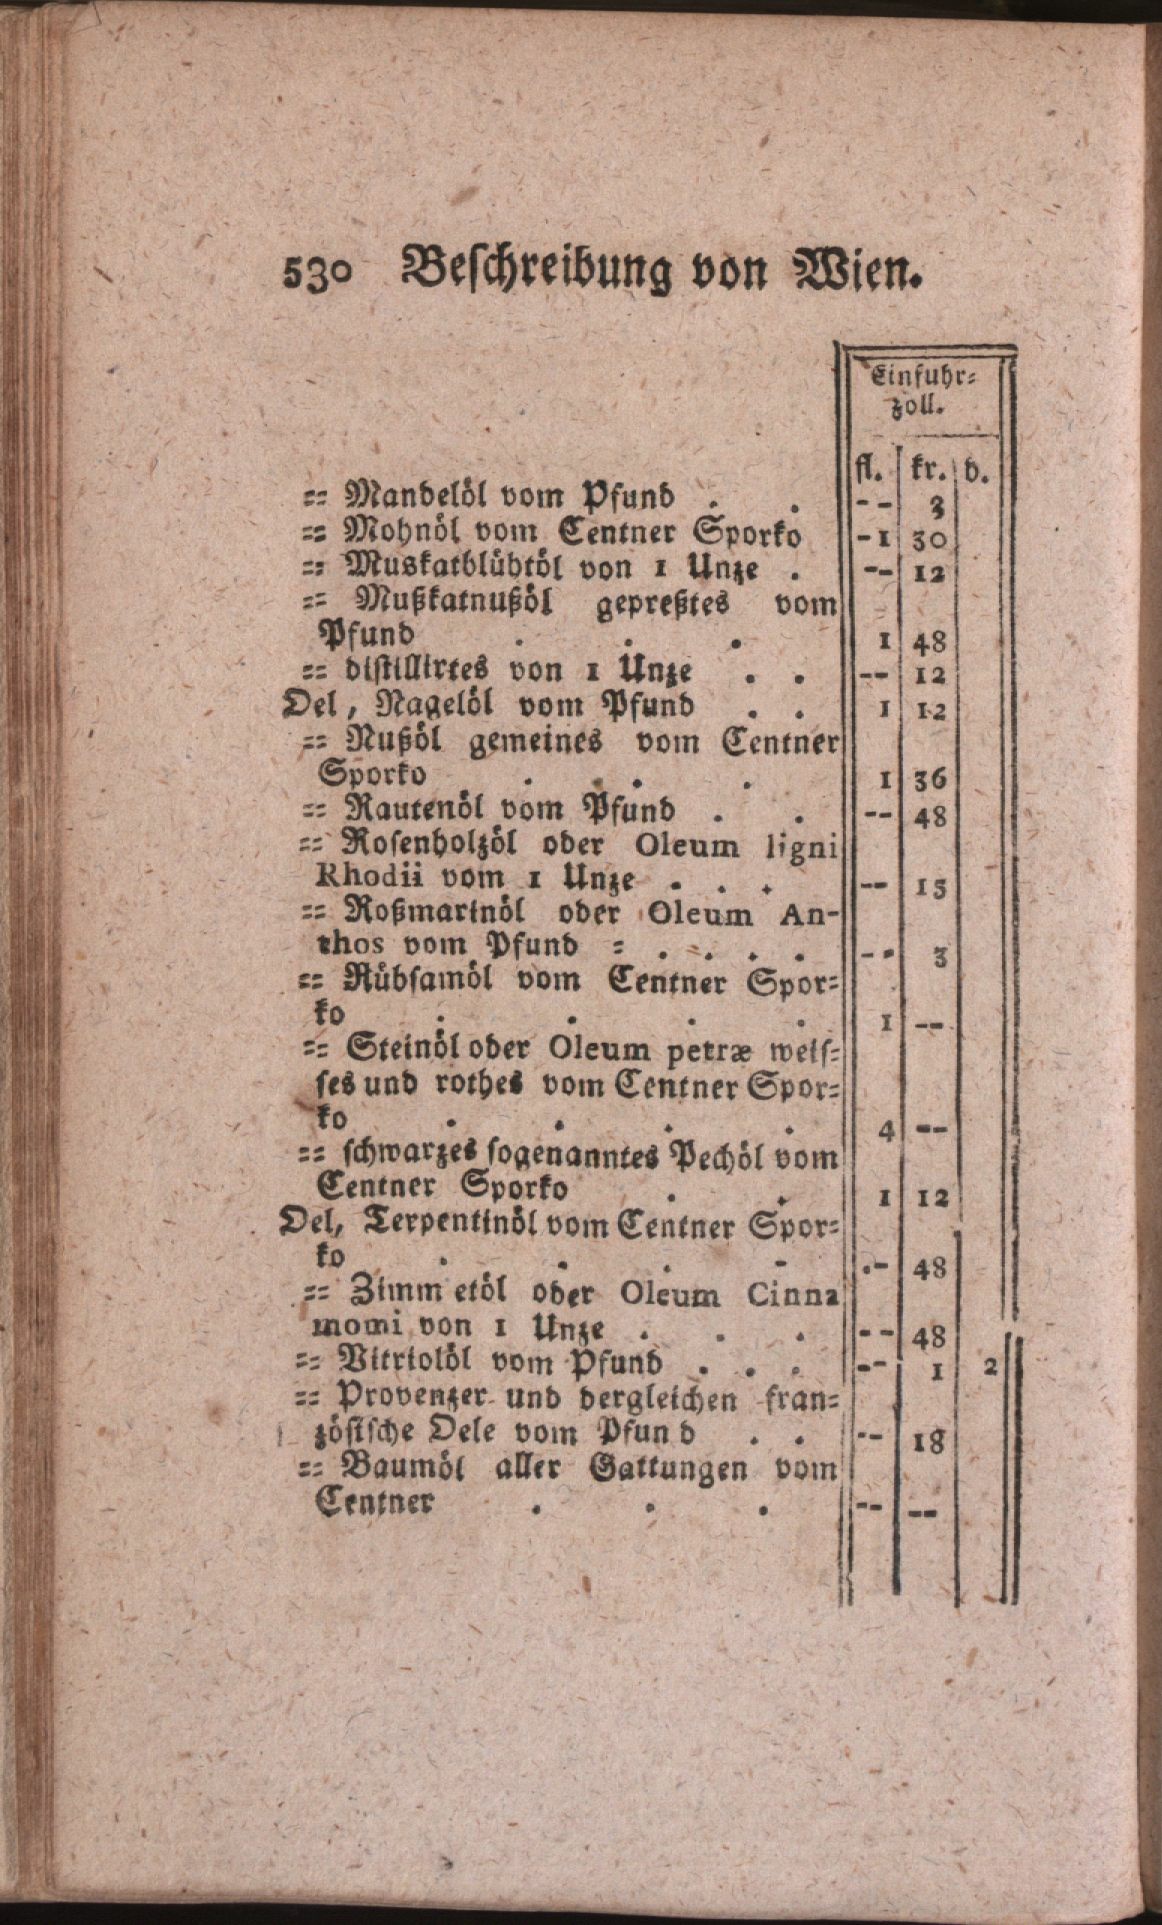 530 Beschreibung von Wien.
Einfuhr=
zoll.
fl. kr. d.
== Mandelöl vom Pfund . . -- 3
== Mohnöl vom Centner Sporko -1 30
== Muskatblühtöl von 1 Unze . -- 12
== Mußkatnußöl gepreßtes vom
Pfund . . . 1 48
== distillirtes von 1 Unze . . -- 12
Oel, Nagelöl vom Pfund . . 1 12
== Nußöl gemeines vom Centner
Sporko . . . 1 36
== Rautenöl vom Pfund . . -- 48
== Rosenholzöl oder Oleum ligni
Rhodii vom 1 Unze . . . -- 15
== Roßmarinöl oder Oleum An-
thos vom Pfund = . . . . -- 3
== Rübsamöl vom Centner Spor=
ko . . . . 1 --
== Steinöl oder Oleum petræ weis=
ses und rothes vom Centner Spor=
ko . . . . 4 --
== schwarzes sogenanntes Pechöl vom
Centner Sporko . . 1 12
Oel, Terpentinöl vom Centner Spor=
ko . . . - .- 48
== Zimm etöl oder Oleum Cinna
momi von 1 Unze . . . -- 48
== Vitriolöl vom Pfund . . . -- 1 2
== Provenzer und dergleichen fran=
zösische Oele vom Pfun d . . -- 18
== Baumöl aller Gattungen vom
Centner . . . -- --